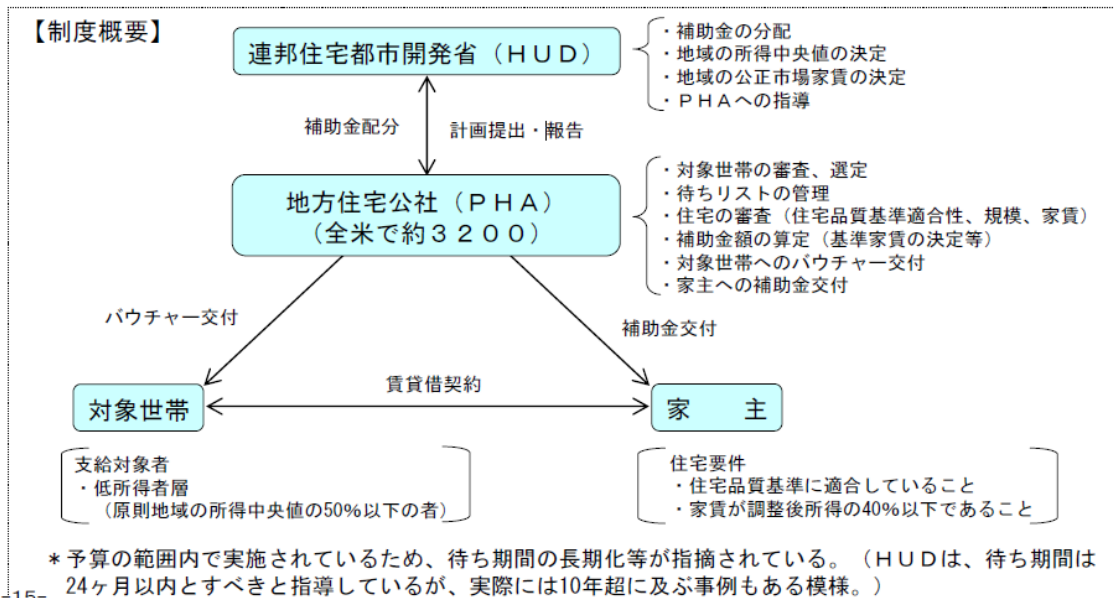 【制度概要】
連邦住宅都市開発省（ＨＵＤ）
・補助金の分配
・地域の所得中央値の決定
・地域の公正市場家賃の決定
・ＰＨＡへの指導
補助金配分
計画提出・報告
地方住宅公社（ＰＨＡ）
（全米で約３２００）
・対象世帯の審査、選定
・待ちリストの管理
・住宅の審査（住宅品質基準適合性、規模、家賃）
・補助金額の算定（基準家賃の決定等）
・対象世帯へのバウチャー交付
・家主への補助金交付
バウチャー交付
補助金交付
賃貸借契約
対象世帯
家　主
支給対象者
・低所得者層
（原則地域の所得中央値の50%以下の者）
住宅要件
・住宅品質基準に適合していること
・家賃が調整後所得の40%以下であること
＊予算の範囲内で実施されているため、待ち期間の長期化等が指摘されている。（ＨＵＤは、待ち期間は
24ヶ月以内とすべきと指導しているが、実際には10年超に及ぶ事例もある模様。）
-15-